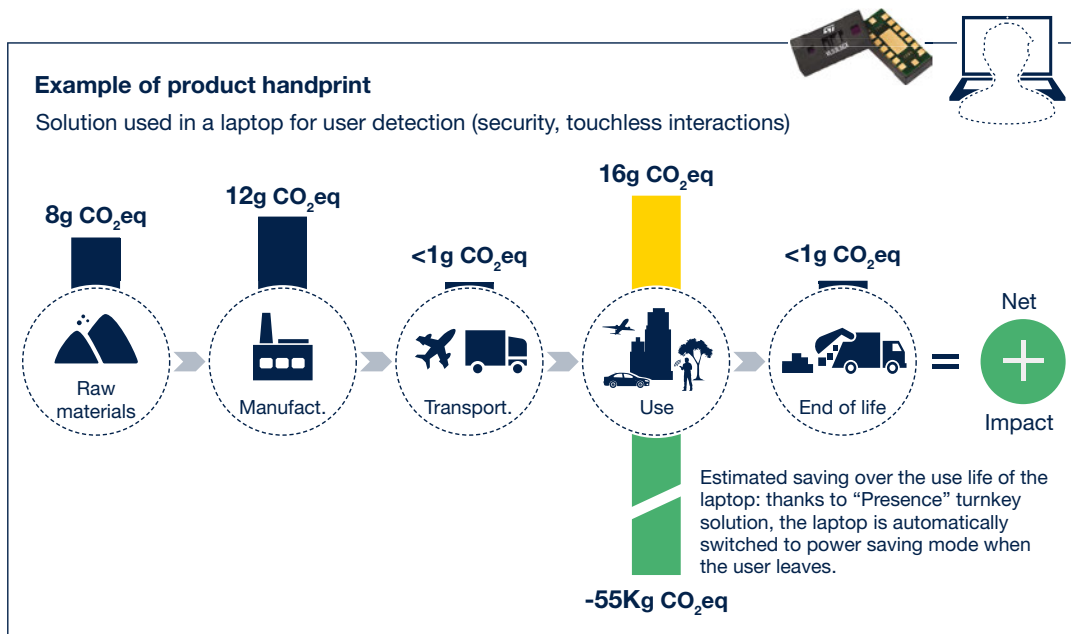 Example of product handprint
Solution used in a laptop for user detection (security, touchless interactions)
8g CO₂eq
12g CO₂eq
<1g CO₂eq
16g CO₂eq
<1g CO₂eq
Raw
materials
Manufact.
Transport.
Use
End of life
=
Net
+
Impact
Estimated saving over the use life of the
laptop: thanks to “Presence” turnkey
solution, the laptop is automatically
switched to power saving mode when
the user leaves.
-55Kg CO₂eq